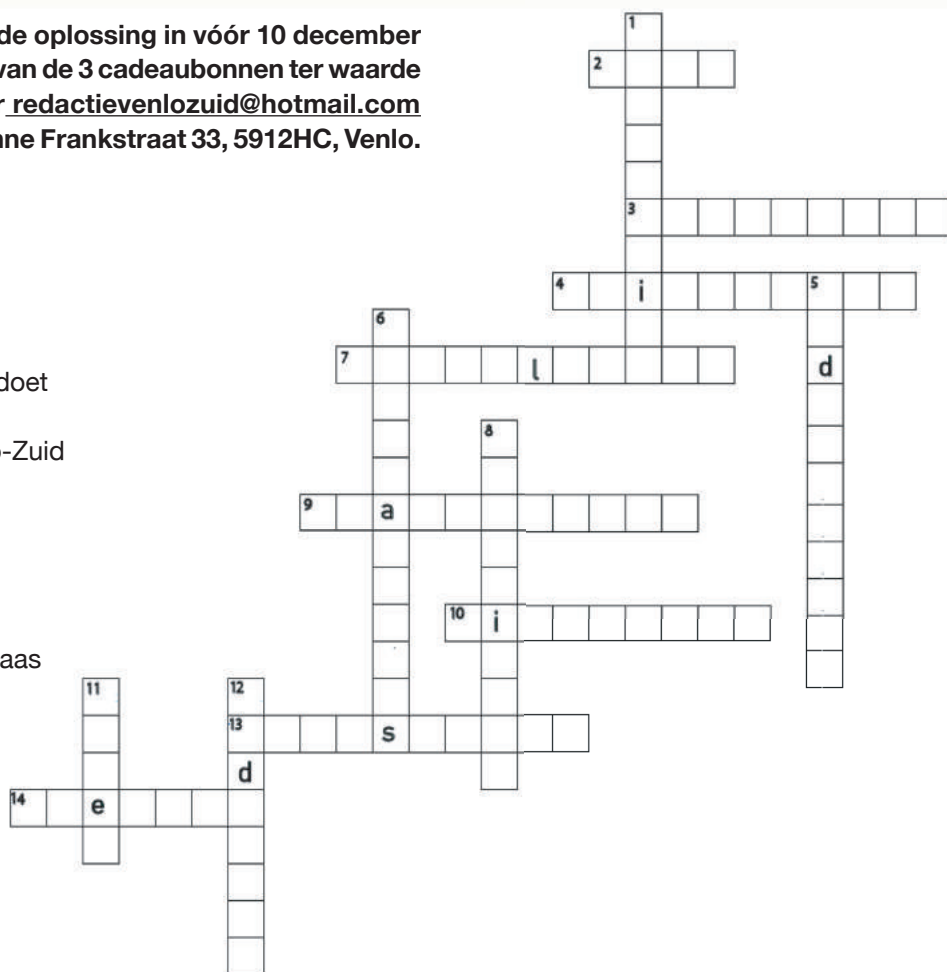 de oplossing in vóór 10 december
van de 3 cadeaubonnen ter waarde
redactievenlozuid@hotmail.com
Frankstraat 33, 5912HC, Venlo.
1
2
3
4 i 5
6
7 l d
doet
8
-Zuid
9 a
10 i
aas
11 12
13 s
d
14 e